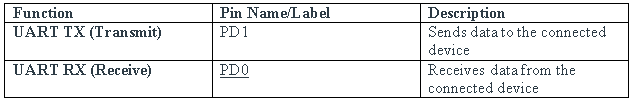 Function Pin Name/Label Description
UART TX (Transmit) PD1 Sends data to the connected
device
UART RX (Receive) PD0 Receives data from the
connected device